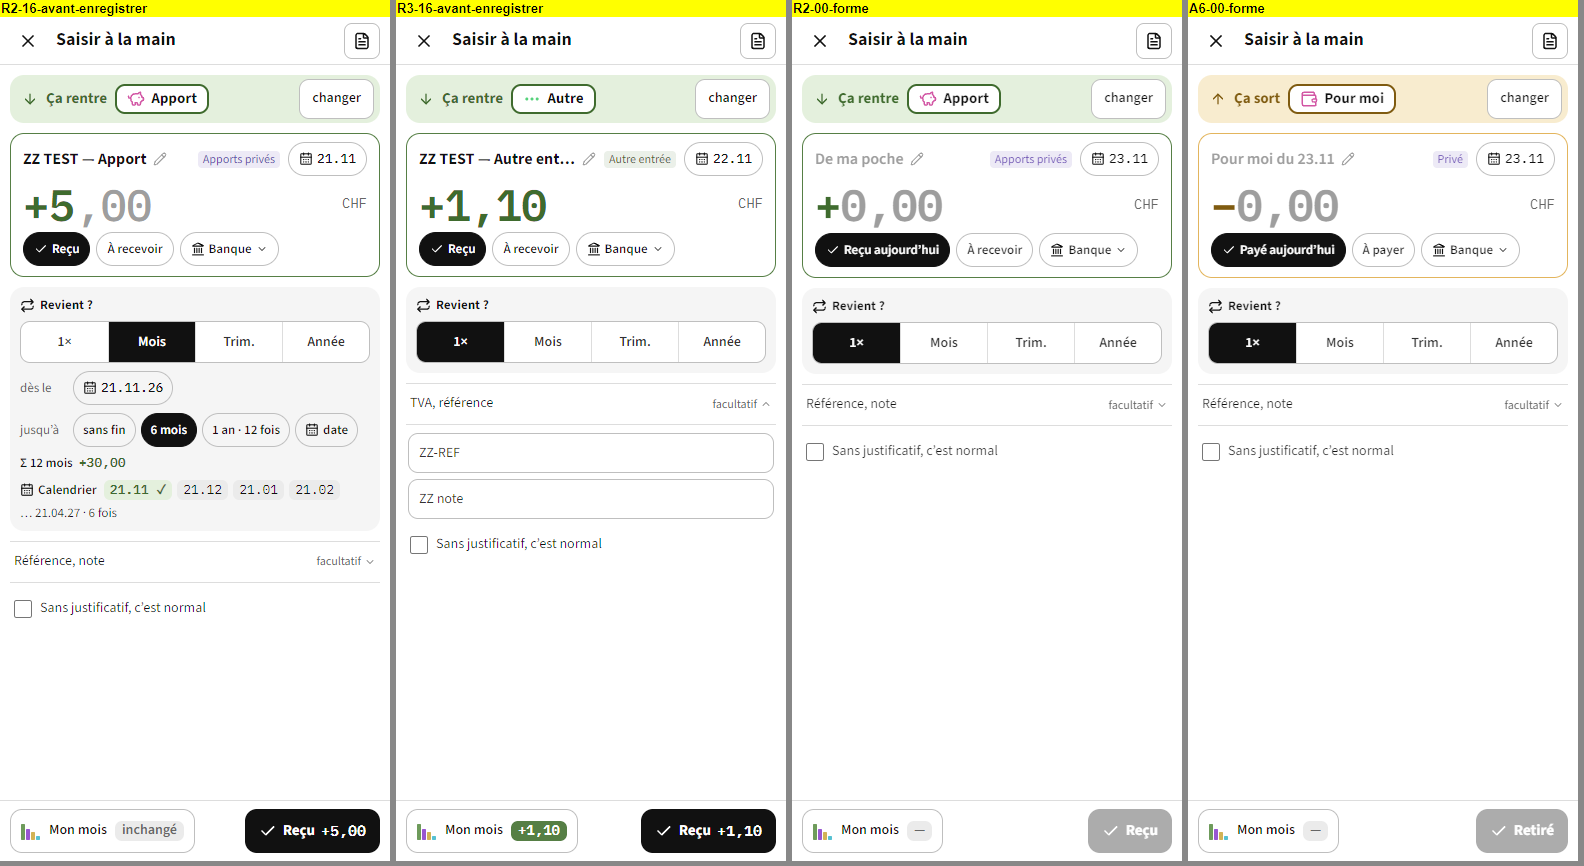 R2-16-avant-enregistrer
Saisir à la main
Ça rentre Apport changer
ZZ TEST — Apport Apports privés 21.11
+5,00 CHF
Reçu À recevoir Banque
Revient ?
1× Mois Trim. Année
dès le 21.11.26
jusqu'à sans fin 6 mois 1 an · 12 fois date
Σ 12 mois +30,00
Calendrier 21.11 ✓ 21.12 21.01 21.02
… 21.04.27 · 6 fois
Référence, note facultatif
Sans justificatif, c’est normal
Mon mois inchangé Reçu +5,00
R3-16-avant-enregistrer
Saisir à la main
Ça rentre Autre changer
ZZ TEST — Autre ent… Autre entrée 22.11
+1,10 CHF
Reçu À recevoir Banque
Revient ?
1× Mois Trim. Année
TVA, référence facultatif
ZZ-REF
ZZ note
Sans justificatif, c’est normal
Mon mois +1,10 Reçu +1,10
R2-00-forme
Saisir à la main
Ça rentre Apport changer
De ma poche Apports privés 23.11
+0,00 CHF
Reçu aujourd’hui À recevoir Banque
Revient ?
1× Mois Trim. Année
Référence, note facultatif
Sans justificatif, c’est normal
Mon mois — Reçu
A6-00-forme
Saisir à la main
Ça sort Pour moi changer
Pour moi du 23.11 Privé 23.11
−0,00 CHF
Payé aujourd’hui À payer Banque
Revient ?
1× Mois Trim. Année
Référence, note facultatif
Sans justificatif, c’est normal
Mon mois — Retiré